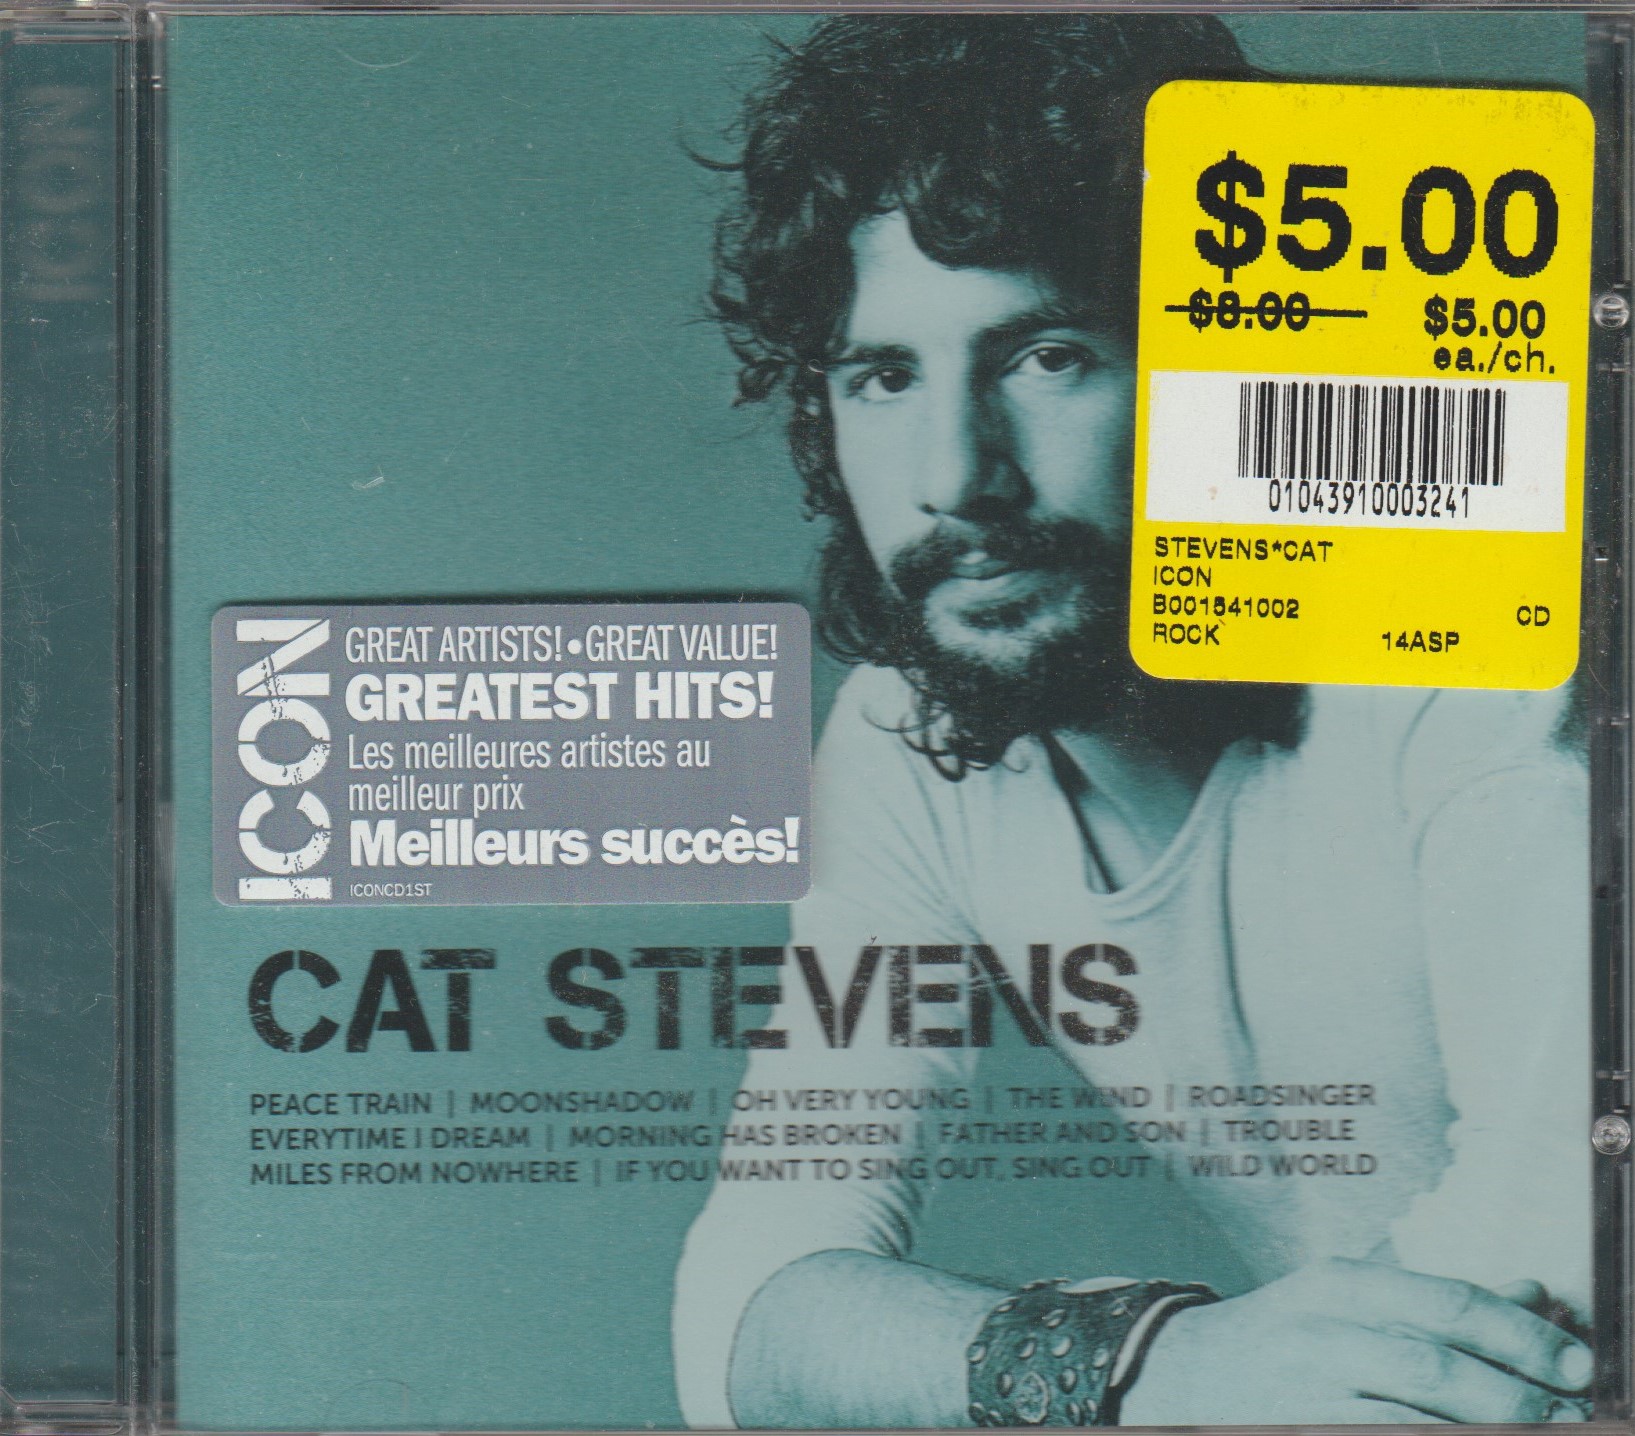 ICON
$5.00
$8.00 $5.00
ea./ch.
01043910003241
STEVENS*CAT
ICON
B001541002 CD
ROCK 14ASP
ICON
GREAT ARTISTS! • GREAT VALUE!
GREATEST HITS!
Les meilleures artistes au
meilleur prix
Meilleurs succès!
ICONCD1ST
CAT STEVENS
PEACE TRAIN | MOONSHADOW | OH VERY YOUNG | THE WIND | ROADSINGER
EVERYTIME I DREAM | MORNING HAS BROKEN | FATHER AND SON | TROUBLE
MILES FROM NOWHERE | IF YOU WANT TO SING OUT, SING OUT | WILD WORLD